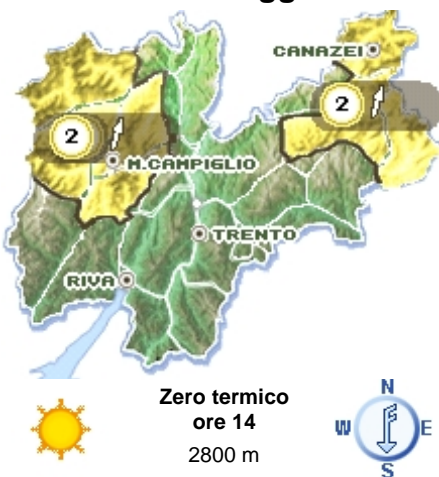 CANAZEI
2
2
M.CAMPIGLIO
TRENTO
RIVA
Zero termico
ore 14
2800 m
N
W E
S